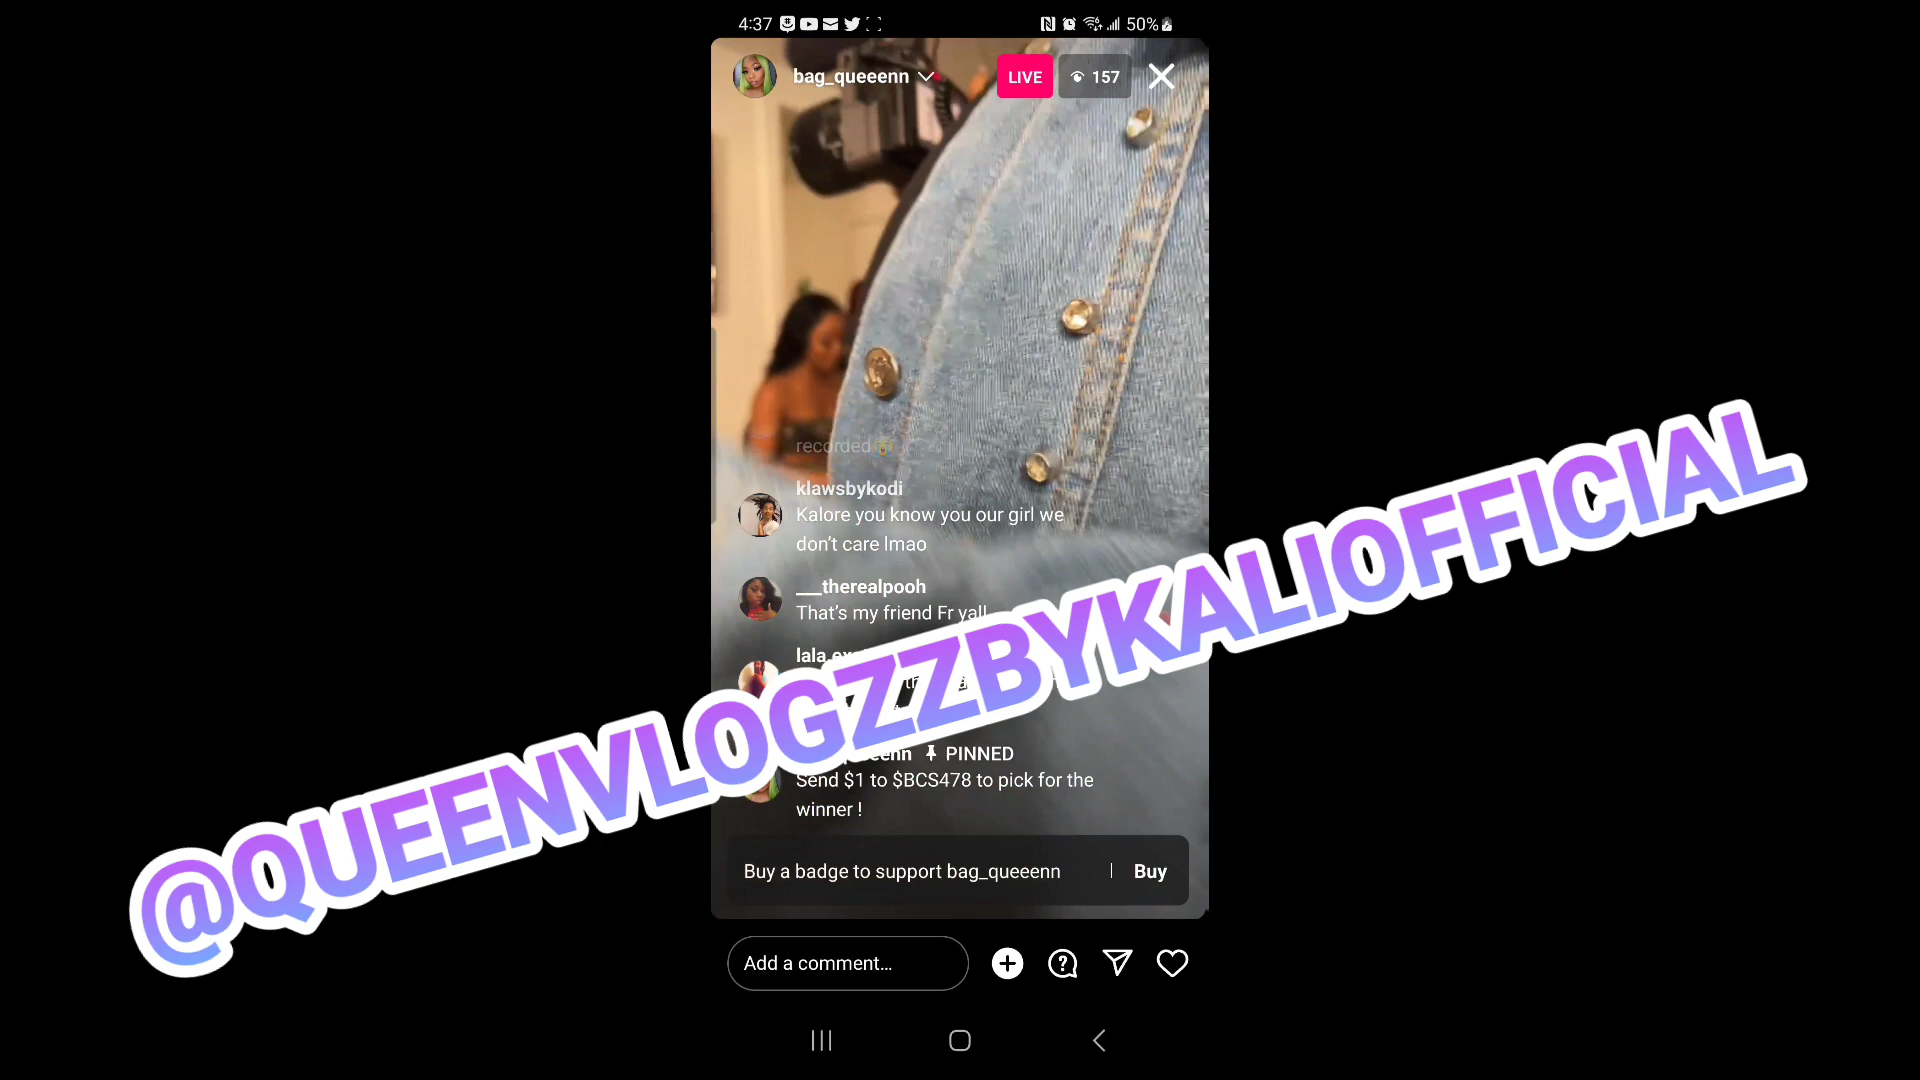 4:37
50%
bag_queeenn
LIVE
157
recorded
klawsbykodi
Kalore you know you our girl we
don't care lmao
___therealpooh
That's my friend Fr yall
PINNED
Send $1 to $BCS478 to pick for the
winner !
@QUEENVLOGZZBYKALIOFFICIAL
Buy a badge to support bag_queeenn | Buy
Add a comment...